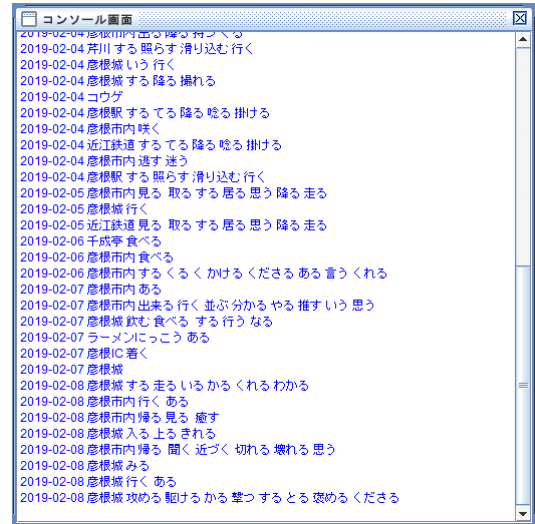 コンソール画面
2019-02-04 彦根市内 出る 降る 持つ くる
2019-02-04 芹川 する 照らす 滑り込む 行く
2019-02-04 彦根城 いう 行く
2019-02-04 彦根城 する 降る 撮れる
2019-02-04 コウゲ
2019-02-04 彦根駅 する てる 降る 唸る 掛ける
2019-02-04 彦根市内 咲く
2019-02-04 近江鉄道 する てる 降る 唸る 掛ける
2019-02-04 彦根市内 逃す 迷う
2019-02-04 彦根駅 する 照らす 滑り込む 行く
2019-02-05 彦根市内 見る 取る する 居る 思う 降る 走る
2019-02-05 彦根城 行く
2019-02-05 近江鉄道 見る 取る する 居る 思う 降る 走る
2019-02-06 千成亭 食べる
2019-02-06 彦根市内 食べる
2019-02-06 彦根市内 する くる く かける くださる ある 言う くれる
2019-02-07 彦根市内 ある
2019-02-07 彦根市内 出来る 行く 並ぶ 分かる やる 推す いう 思う
2019-02-07 彦根城 飲む 食べる する 行う なる
2019-02-07 ラーメンにっこう ある
2019-02-07 彦根IC 着く
2019-02-07 彦根城
2019-02-08 彦根城 する 走る いる かる くれる わかる
2019-02-08 彦根市内 行く ある
2019-02-08 彦根市内 帰る 見る 癒す
2019-02-08 彦根城 入る 上る きれる
2019-02-08 彦根市内 帰る 聞く 近づく 切れる 壊れる 思う
2019-02-08 彦根城 みる
2019-02-08 彦根城 行く ある
2019-02-08 彦根城 攻める 駆ける かる 撃つ する とる 褒める くださる